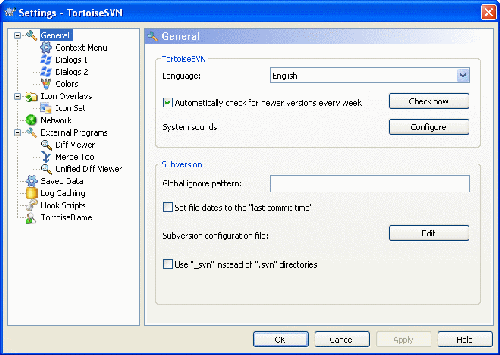 Settings - TortoiseSVN
General
Context Menu
Dialogs 1
Dialogs 2
Colors
Icon Overlays
Icon Set
Network
External Programs
Diff Viewer
Merge Tool
Unified Diff Viewer
Saved Data
Log Caching
Hook Scripts
TortoiseBlame
General
TortoiseSVN
Language:
English
Automatically check for newer versions every week
Check now
System sounds
Configure
Subversion
Global ignore pattern:
Set file dates to the "last commit time"
Subversion configuration file:
Edit
Use "_svn" instead of ".svn" directories
OK
Cancel
Apply
Help